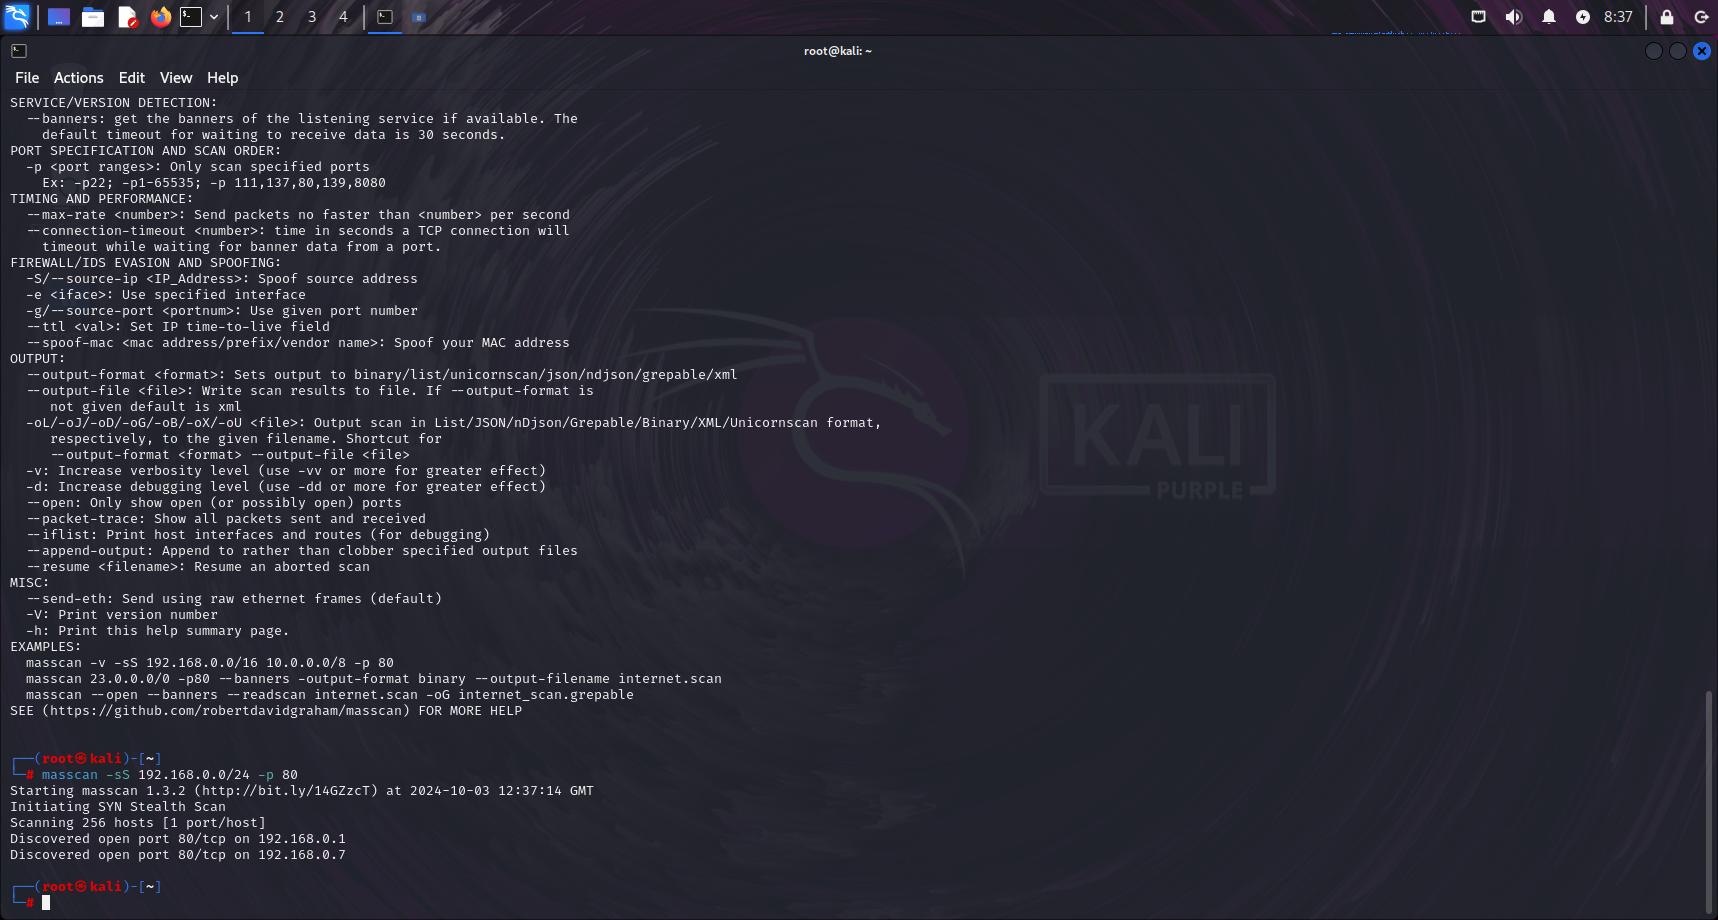 1 2 3 4
8:37
root@kali: ~
File Actions Edit View Help
SERVICE/VERSION DETECTION:
--banners: get the banners of the listening service if available. The
default timeout for waiting to receive data is 30 seconds.
PORT SPECIFICATION AND SCAN ORDER:
-p <port ranges>: Only scan specified ports
Ex: -p22; -p1-65535; -p 111,137,80,139,8080
TIMING AND PERFORMANCE:
--max-rate <number>: Send packets no faster than <number> per second
--connection-timeout <number>: time in seconds a TCP connection will
timeout while waiting for banner data from a port.
FIREWALL/IDS EVASION AND SPOOFING:
-S/--source-ip <IP_Address>: Spoof source address
-e <iface>: Use specified interface
-g/--source-port <portnum>: Use given port number
--ttl <val>: Set IP time-to-live field
--spoof-mac <mac address/prefix/vendor name>: Spoof your MAC address
OUTPUT:
--output-format <format>: Sets output to binary/list/unicornscan/json/ndjson/grepable/xml
--output-file <file>: Write scan results to file. If --output-format is
not given default is xml
-oL/-oJ/-oD/-oG/-oB/-oX/-oU <file>: Output scan in List/JSON/nDjson/Grepable/Binary/XML/Unicornscan format,
respectively, to the given filename. Shortcut for
--output-format <format> --output-file <file>
-v: Increase verbosity level (use -vv or more for greater effect)
-d: Increase debugging level (use -dd or more for greater effect)
--open: Only show open (or possibly open) ports
--packet-trace: Show all packets sent and received
--iflist: Print host interfaces and routes (for debugging)
--append-output: Append to rather than clobber specified output files
--resume <filename>: Resume an aborted scan
MISC:
--send-eth: Send using raw ethernet frames (default)
-V: Print version number
-h: Print this help summary page.
EXAMPLES:
masscan -v -sS 192.168.0.0/16 10.0.0.0/8 -p 80
masscan 23.0.0.0/0 -p80 --banners -output-format binary --output-filename internet.scan
masscan --open --banners --readscan internet.scan -oG internet_scan.grepable
SEE (https://github.com/robertdavidgraham/masscan) FOR MORE HELP
KALI
PURPLE
┌──(root㉿kali)-[~]
└─# masscan -sS 192.168.0.0/24 -p 80
Starting masscan 1.3.2 (http://bit.ly/14GZzcT) at 2024-10-03 12:37:14 GMT
Initiating SYN Stealth Scan
Scanning 256 hosts [1 port/host]
Discovered open port 80/tcp on 192.168.0.1
Discovered open port 80/tcp on 192.168.0.7
┌──(root㉿kali)-[~]
└─#